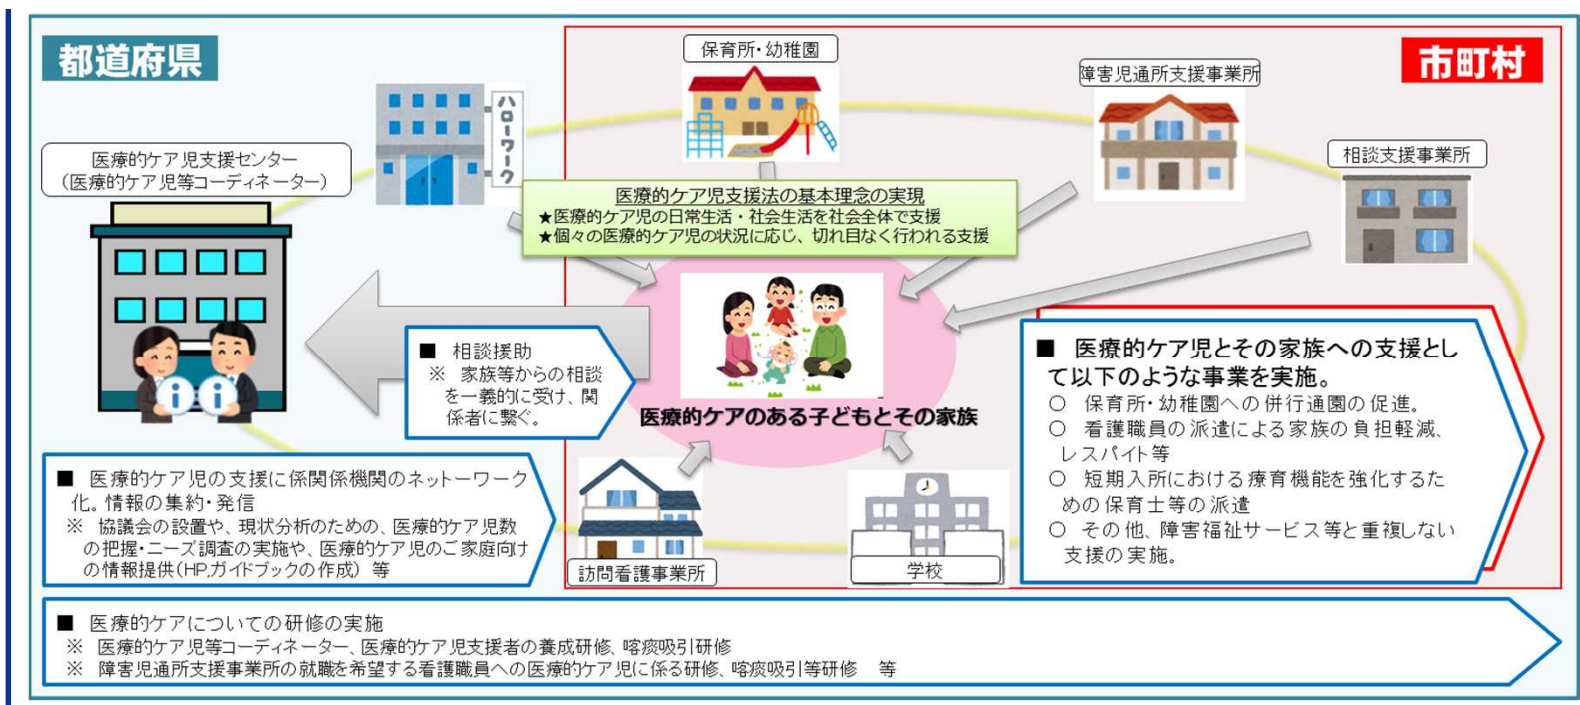 都道府県
市町村
保育所・幼稚園
障害児通所支援事業所
ハローワーク
相談支援事業所
医療的ケア児支援センター
（医療的ケア児等コーディネーター）
医療的ケア児支援法の基本理念の実現
★医療的ケア児の日常生活・社会生活を社会全体で支援
★個々の医療的ケア児の状況に応じ、切れ目なく行われる支援
■ 相談援助
※ 家族等からの相談
を一義的に受け、関
係者に繋ぐ。
医療的ケアのある子どもとその家族
■ 医療的ケア児とその家族への支援とし
て以下のような事業を実施。
○ 保育所・幼稚園への併行通園の促進。
○ 看護職員の派遣による家族の負担軽減、
レスパイト等
○ 短期入所における療育機能を強化するた
めの保育士等の派遣
○ その他、障害福祉サービス等と重複しない
支援の実施。
■ 医療的ケア児の支援に係関係機関のネットーワーク
化。情報の集約・発信
※ 協議会の設置や、現状分析のための、医療的ケア児数
の把握・ニーズ調査の実施や、医療的ケア児のご家庭向け
の情報提供（HP,ガイドブックの作成） 等
訪問看護事業所
学校
■ 医療的ケアについての研修の実施
※ 医療的ケア児等コーディネーター、医療的ケア児支援者の養成研修、喀痰吸引研修
※ 障害児通所支援事業所の就職を希望する看護職員への医療的ケア児に係る研修、喀痰吸引等研修 等